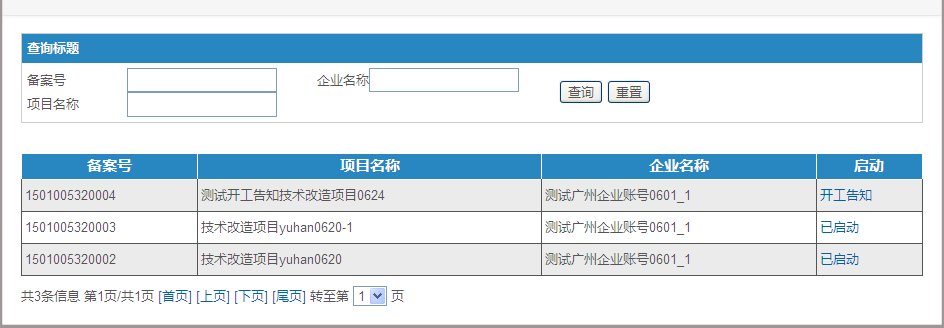 查询标题
备案号 企业名称 查询 重置
项目名称
备案号 项目名称 企业名称 启动
1501005320004 测试开工告知技术改造项目0624 测试广州企业账号0601_1 开工告知
1501005320003 技术改造项目yuhan0620-1 测试广州企业账号0601_1 已启动
1501005320002 技术改造项目yuhan0620 测试广州企业账号0601_1 已启动
共3条信息 第1页/共1页 [首页] [上页] [下页] [尾页] 转至第 1 页